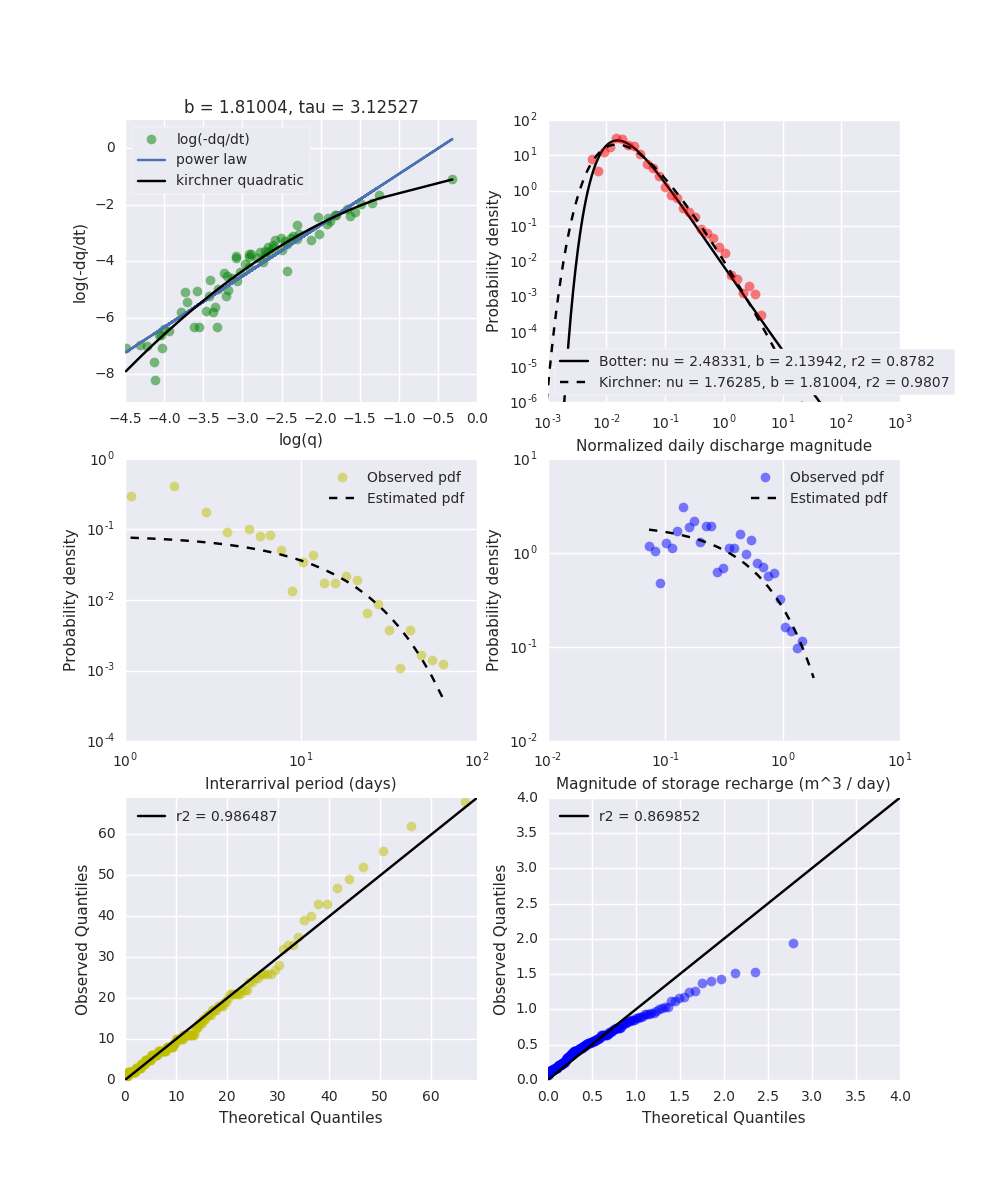 b = 1.81004, tau = 3.12527
log(-dq/dt)
power law
kirchner quadratic
log(-dq/dt)
0
−2
−4
−6
−8
−4.5 −4.0 −3.5 −3.0 −2.5 −2.0 −1.5 −1.0 −0.5 0.0
log(q)
Probability density
10^2
10^1
10^0
10^-1
10^-2
10^-3
10^-4
10^-5
10^-6
Botter: nu = 2.48331, b = 2.13942, r2 = 0.8782
Kirchner: nu = 1.76285, b = 1.81004, r2 = 0.9807
10^-3 10^-2 10^-1 10^0 10^1 10^2 10^3
Normalized daily discharge magnitude
Observed pdf
Estimated pdf
Probability density
10^0
10^-1
10^-2
10^-3
10^-4
10^0 10^1 10^2
Interarrival period (days)
Observed pdf
Estimated pdf
Probability density
10^1
10^0
10^-1
10^-2
10^-2 10^-1 10^0 10^1
Magnitude of storage recharge (m^3 / day)
r2 = 0.986487
Observed Quantiles
60
50
40
30
20
10
0
0 10 20 30 40 50 60
Theoretical Quantiles
r2 = 0.869852
Observed Quantiles
4.0
3.5
3.0
2.5
2.0
1.5
1.0
0.5
0.0
0.0 0.5 1.0 1.5 2.0 2.5 3.0 3.5 4.0
Theoretical Quantiles